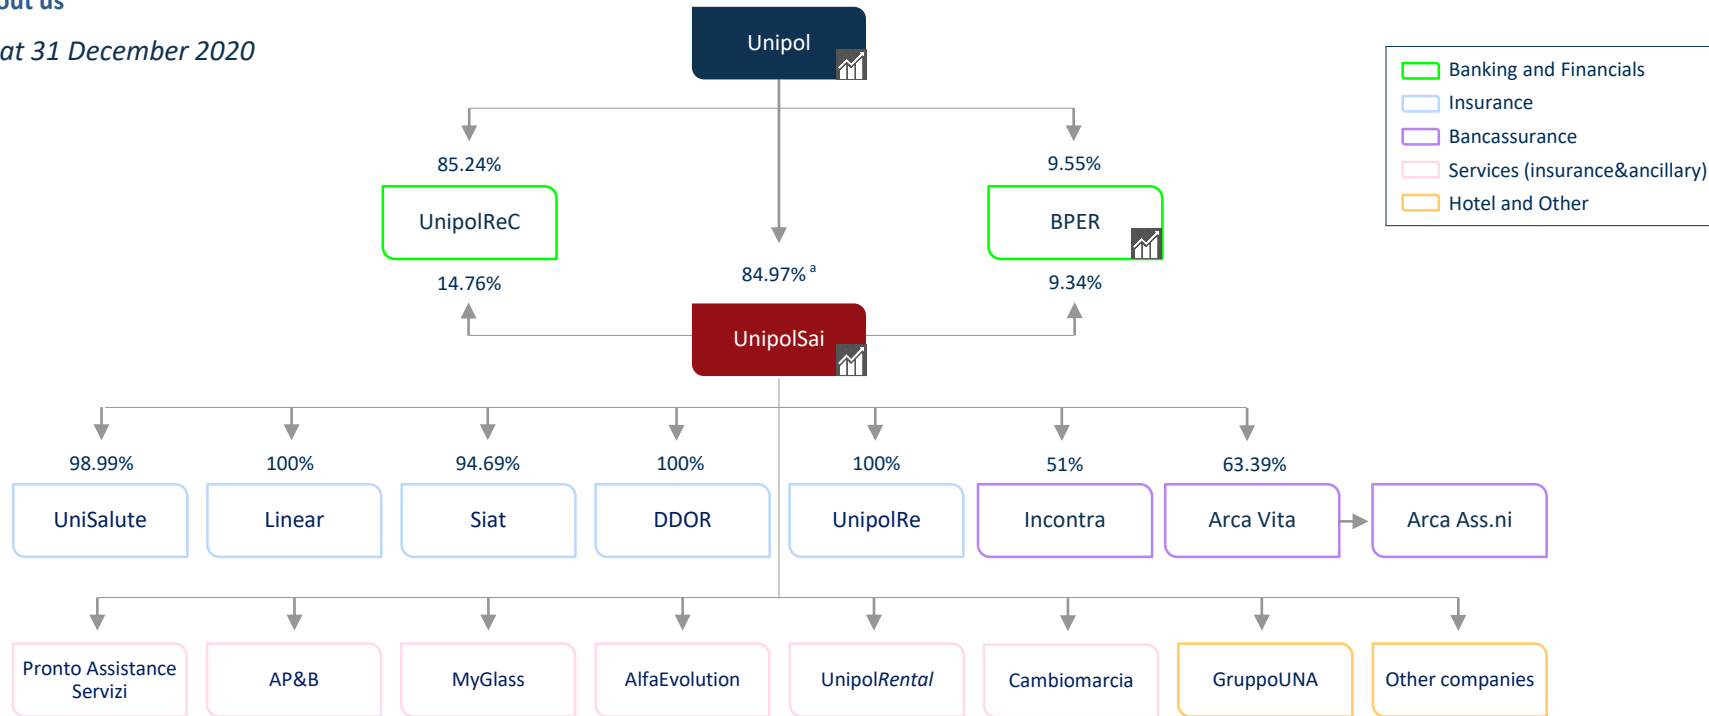 out us
at 31 December 2020
Unipol
Banking and Financials
Insurance
Bancassurance
Services (insurance&ancillary)
Hotel and Other
85.24%
9.55%
UnipolReC
BPER
14.76%
84.97% a
9.34%
UnipolSai
98.99%
100%
94.69%
100%
100%
51%
63.39%
UniSalute
Linear
Siat
DDOR
UnipolRe
Incontra
Arca Vita
Arca Ass.ni
Pronto Assistance
Servizi
AP&B
MyGlass
AlfaEvolution
UnipolRental
Cambiomarcia
GruppoUNA
Other companies